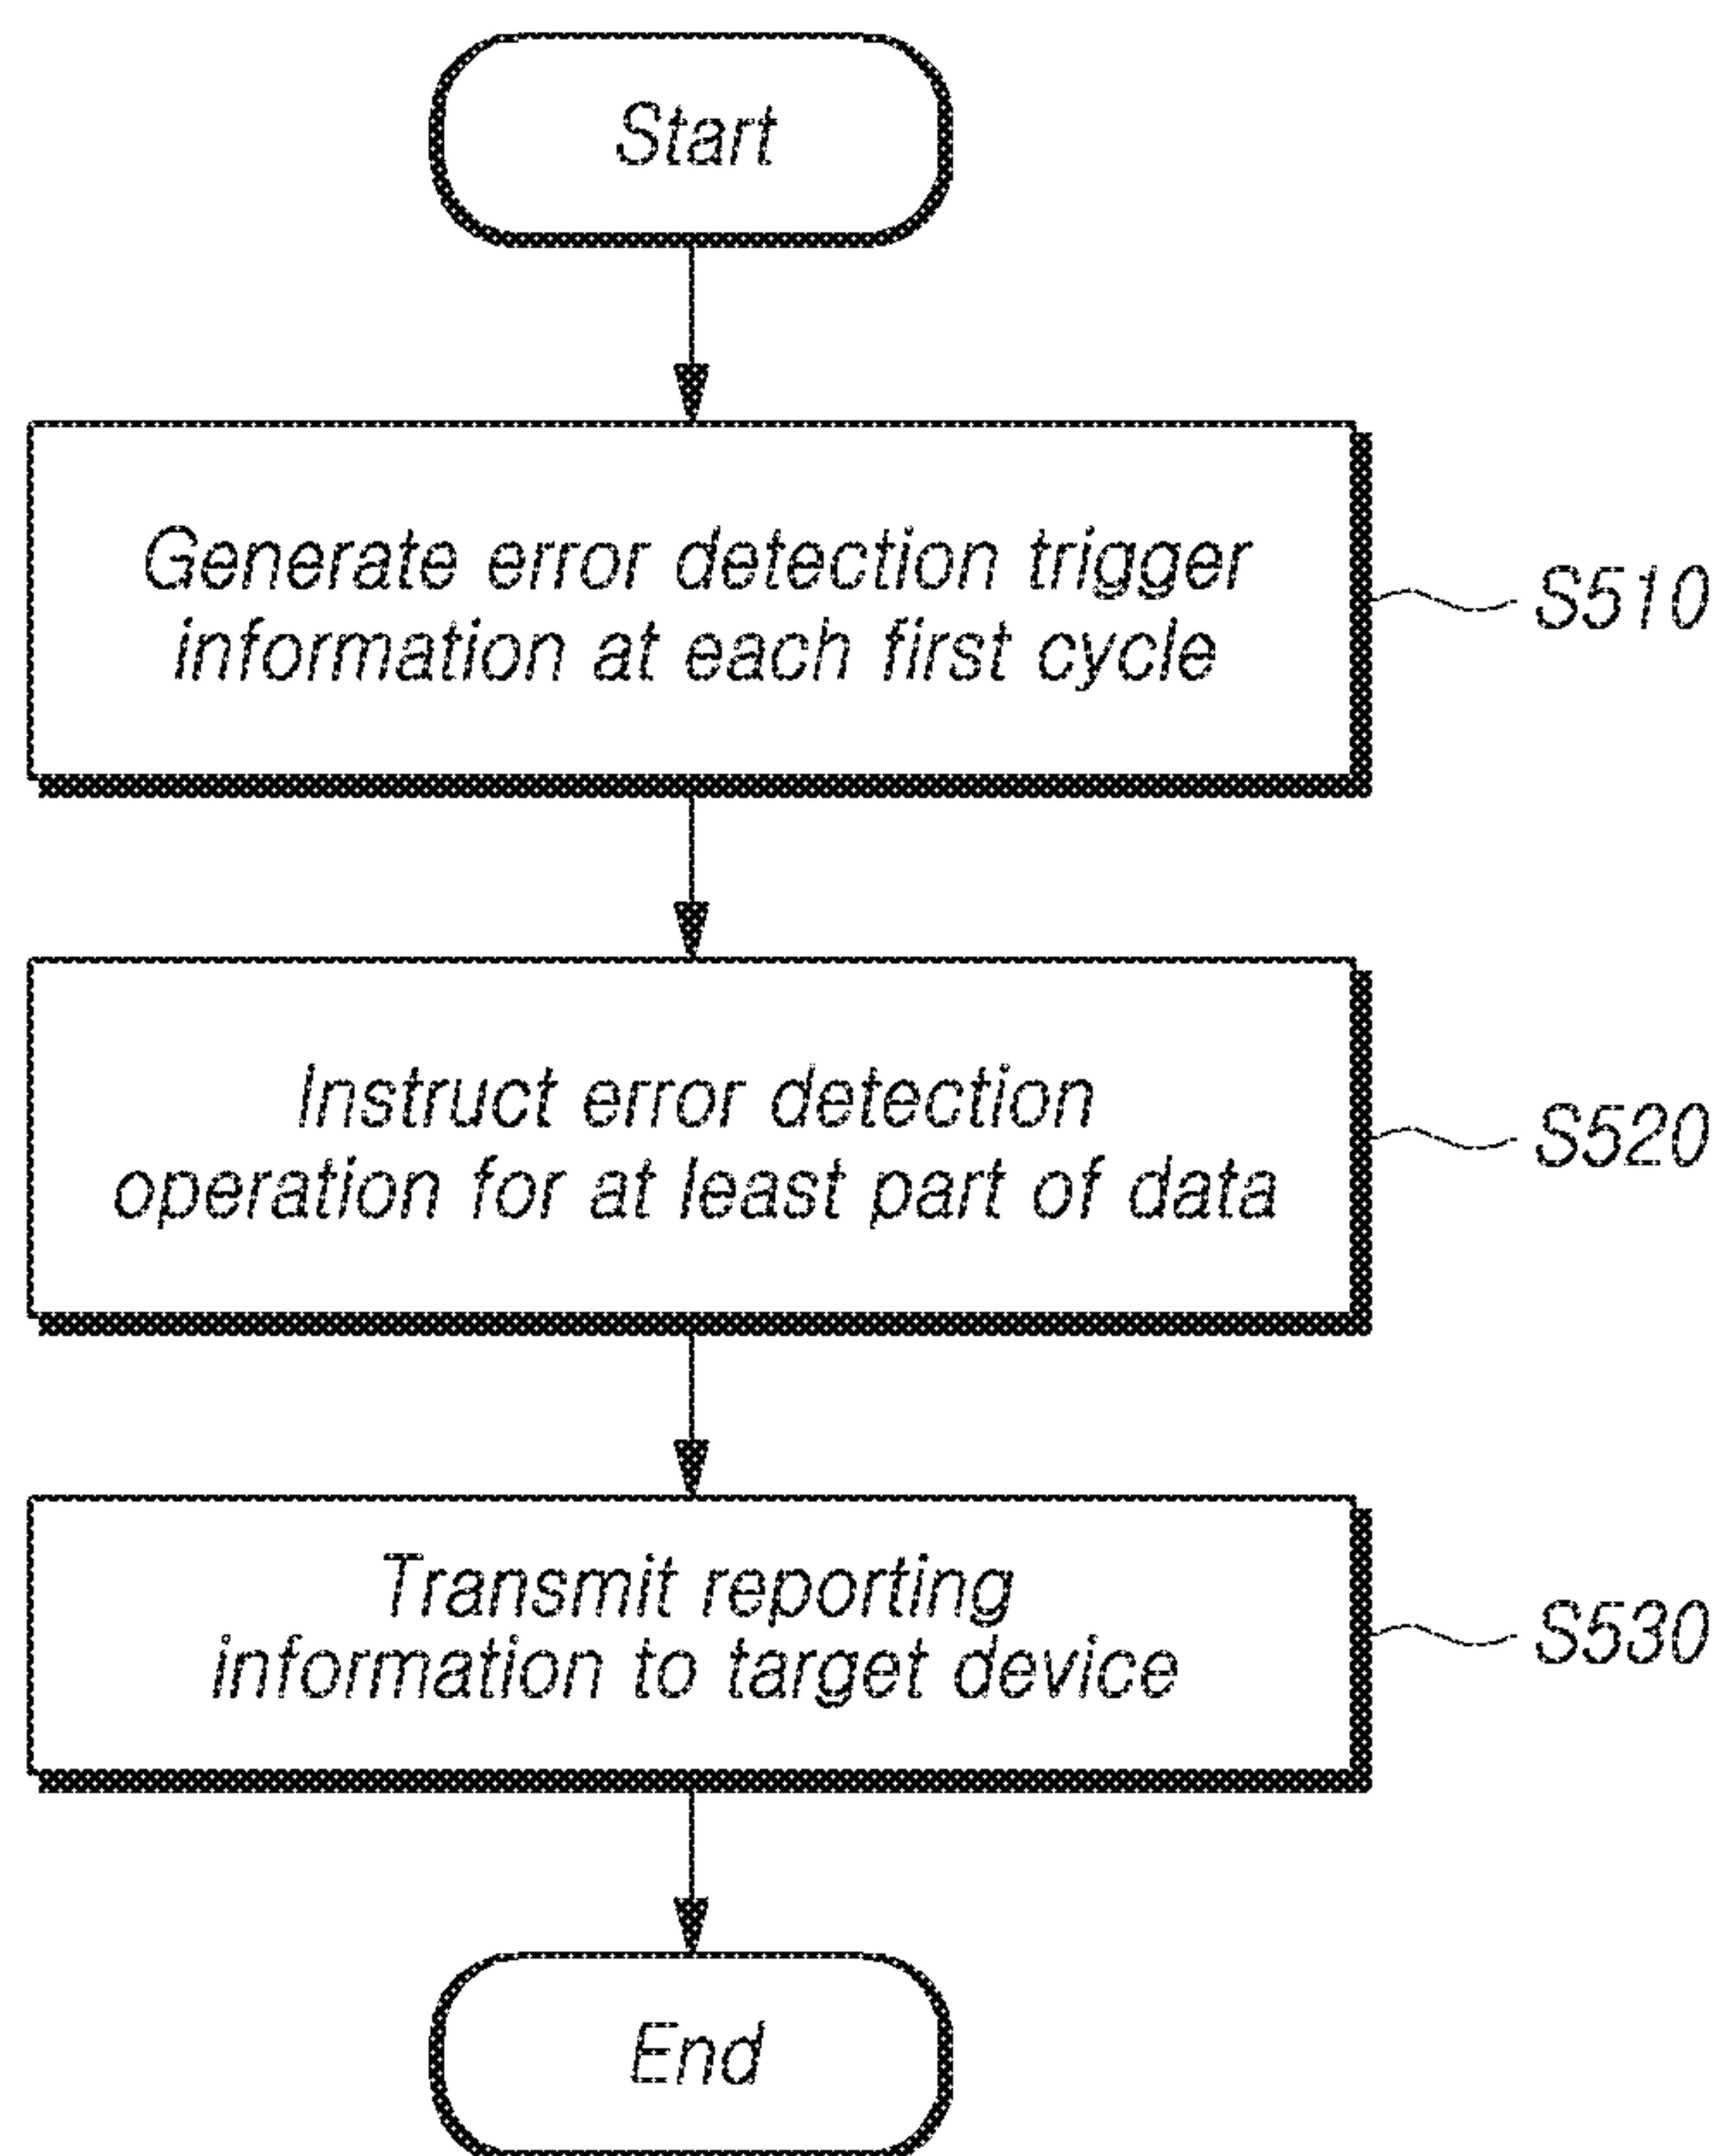 Start
Generate error detection trigger
information at each first cycle
S510
Instruct error detection
operation for at least part of data
S520
Transmit reporting
information to target device
S530
End